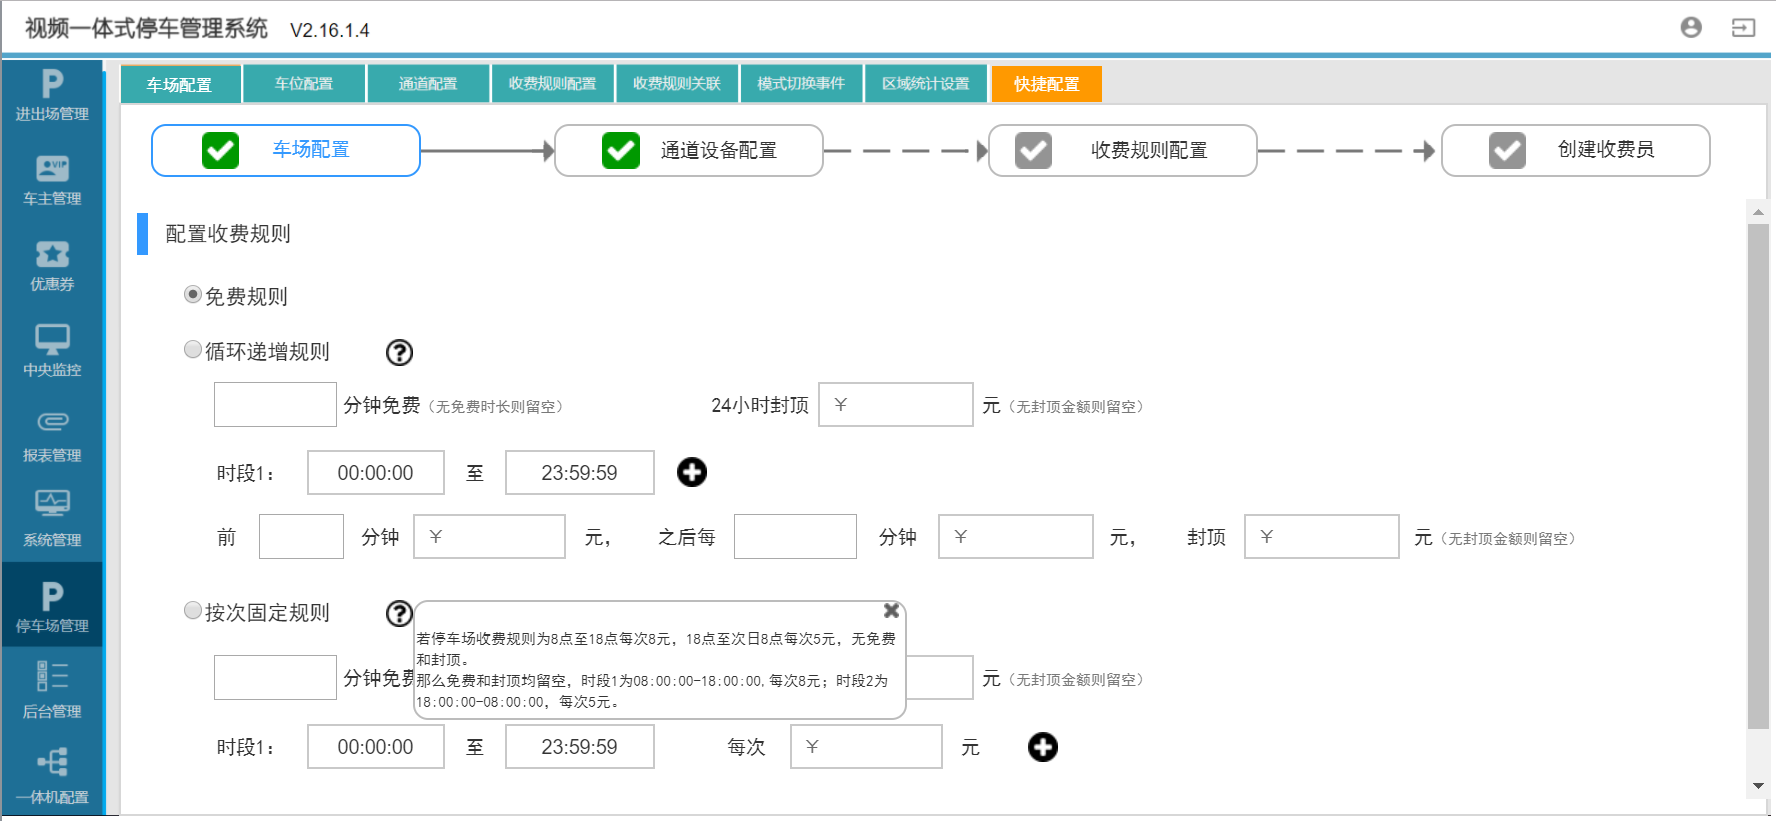 视频一体式停车管理系统 V2.16.1.4
车场配置 车位配置 通道配置 收费规则配置 收费规则关联 模式切换事件 区域统计设置 快捷配置
进出场管理
车主管理
优惠券
中央监控
报表管理
系统管理
停车场管理
后台管理
一体机配置
车场配置 通道设备配置 收费规则配置 创建收费员
配置收费规则
免费规则
循环递增规则
分钟免费（无免费时长则留空） 24小时封顶 ￥ 元（无封顶金额则留空）
时段1： 00:00:00 至 23:59:59
前 分钟 ￥ 元， 之后每 分钟 ￥ 元， 封顶 ￥ 元（无封顶金额则留空）
按次固定规则
若停车场收费规则为8点至18点每次8元，18点至次日8点每次5元，无免费
和封顶。
那么免费和封顶均留空，时段1为08:00:00-18:00:00,每次8元；时段2为
18:00:00-08:00:00，每次5元。
分钟免费 元（无封顶金额则留空）
时段1： 00:00:00 至 23:59:59 每次 ￥ 元